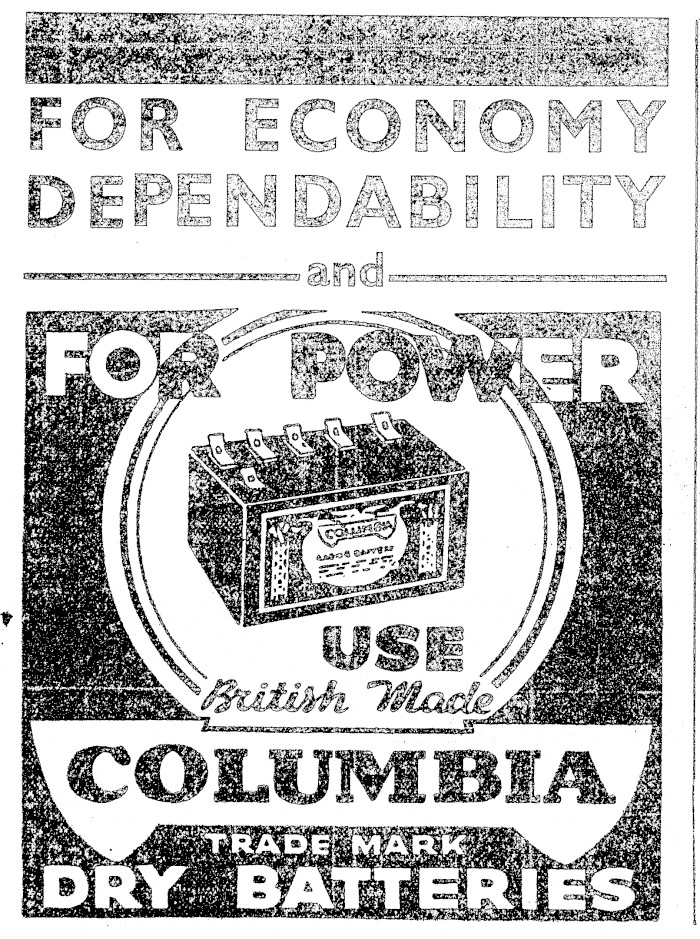 FOR ECONOMY
DEPENDABILITY
and
FOR POWER
COLUMBIA
USE
British Made
COLUMBIA
TRADE MARK
DRY BATTERIES